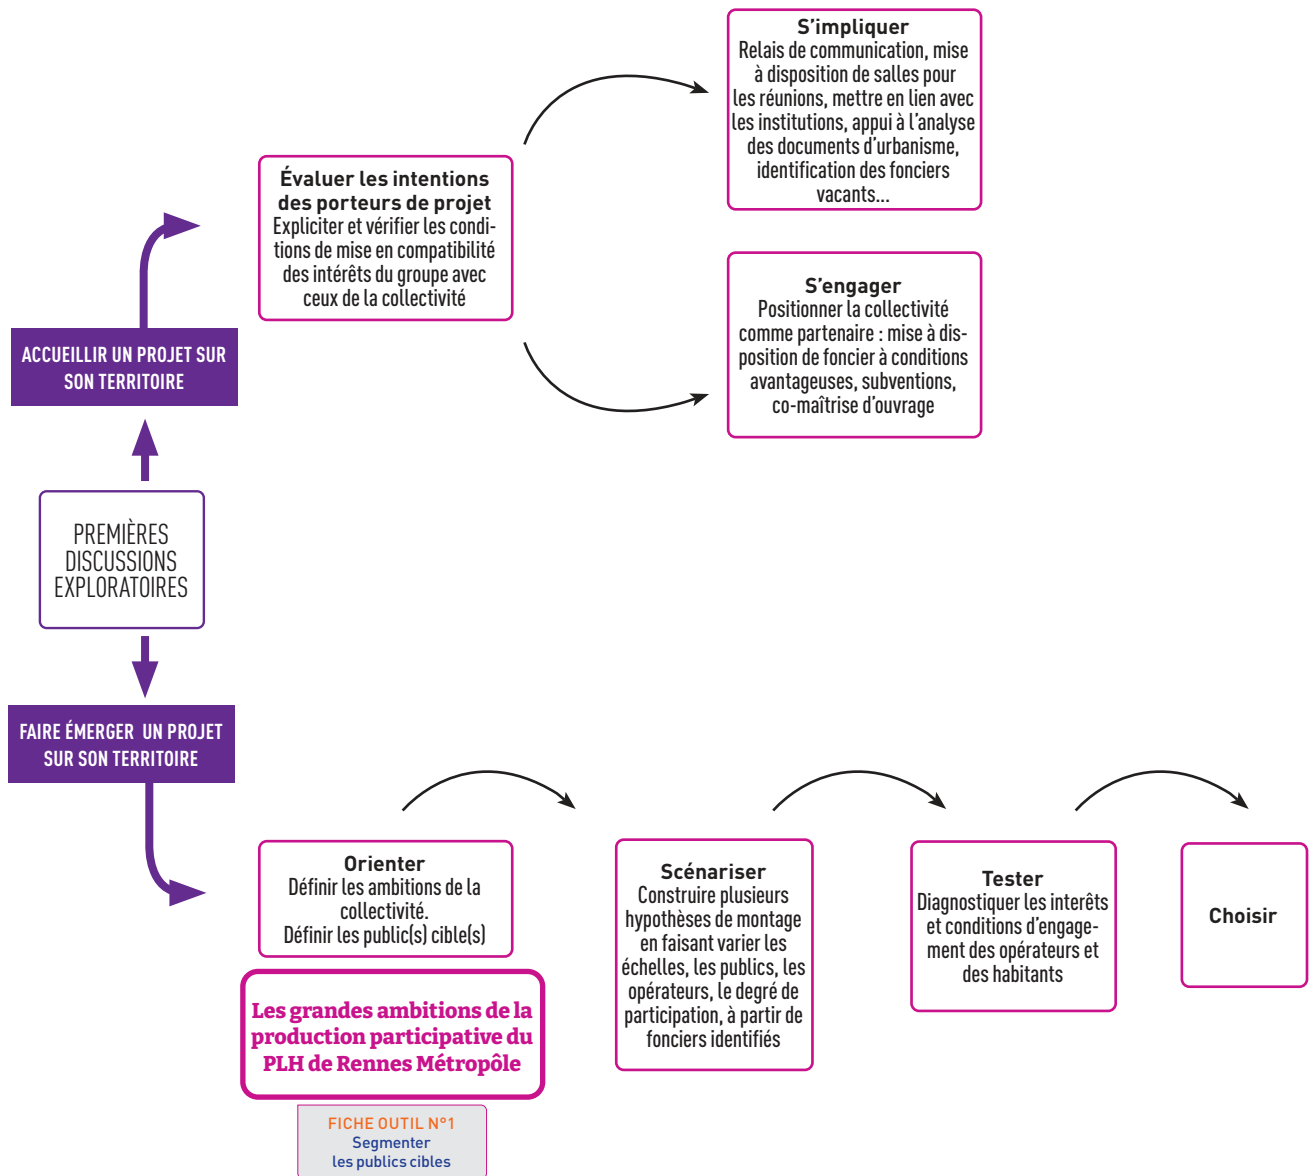 S'impliquer
Relais de communication, mise
à disposition de salles pour
les réunions, mettre en lien avec
les institutions, appui à l'analyse
des documents d'urbanisme,
identification des fonciers
vacants...
Évaluer les intentions
des porteurs de projet
Expliciter et vérifier les condi-
tions de mise en compatibilité
des intérêts du groupe avec
ceux de la collectivité
S'engager
Positionner la collectivité
comme partenaire : mise à dis-
position de foncier à conditions
avantageuses, subventions,
co-maîtrise d'ouvrage
ACCUEILLIR UN PROJET SUR
SON TERRITOIRE
PREMIÈRES
DISCUSSIONS
EXPLORATOIRES
FAIRE ÉMERGER UN PROJET
SUR SON TERRITOIRE
Orienter
Définir les ambitions de la
collectivité.
Définir les public(s) cible(s)
Les grandes ambitions de la
production participative du
PLH de Rennes Métropôle
FICHE OUTIL N°1
Segmenter
les publics cibles
Scénariser
Construire plusieurs
hypothèses de montage
en faisant varier les
échelles, les publics, les
opérateurs, le degré de
participation, à partir de
fonciers identifiés
Tester
Diagnostiquer les interêts
et conditions d'engage-
ment des opérateurs et
des habitants
Choisir